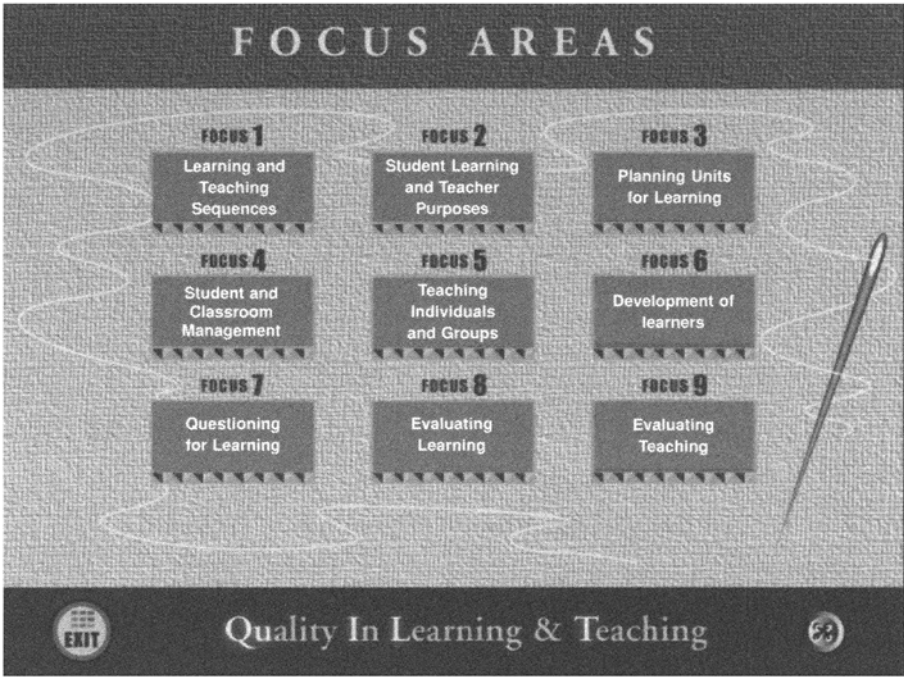 FOCUS AREAS
FOCUS 1
Learning and
Teaching
Sequences
FOCUS 2
Student Learning
and Teacher
Purposes
FOCUS 3
Planning Units
for Learning
FOCUS 4
Student and
Classroom
Management
FOCUS 5
Teaching
Individuals
and Groups
FOCUS 6
Development of
learners
FOCUS 7
Questioning
for Learning
FOCUS 8
Evaluating
Learning
FOCUS 9
Evaluating
Teaching
EXIT
Quality In Learning & Teaching